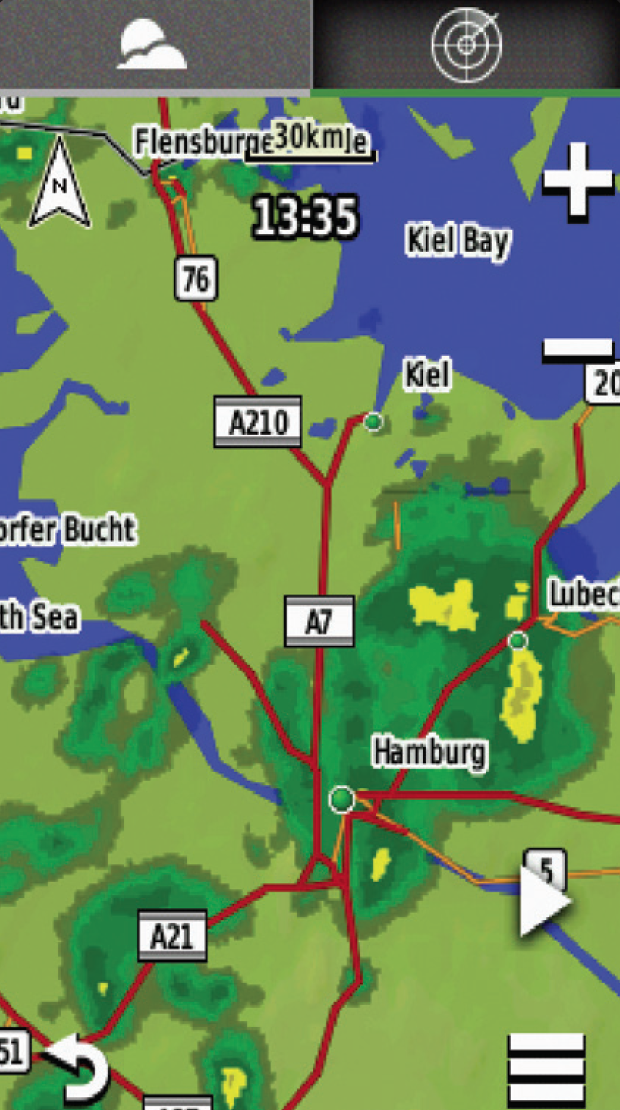 Flensburg
30km
N
13:35
Kiel Bay
76
Kiel
20
A210
orfer Bucht
Lubec
A7
th Sea
Hamburg
5
A21
51